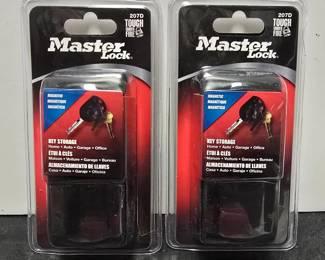 207D
TOUGH
UNDER
FIRE
Master
Lock
MAGNETIC
MAGNÉTIQUE
MAGNÉTICO
KEY STORAGE
Home • Auto • Garage • Office
ÉTUI À CLÉS
Maison • Voiture • Garage • Bureau
ALMACENAMIENTO DE LLAVES
Casa • Auto • Garaje • Oficina
207D
TOUGH
UNDER
FIRE
Master
Lock
MAGNETIC
MAGNÉTIQUE
MAGNÉTICO
KEY STORAGE
Home • Auto • Garage • Office
ÉTUI À CLÉS
Maison • Voiture • Garage • Bureau
ALMACENAMIENTO DE LLAVES
Casa • Auto • Garaje • Oficina